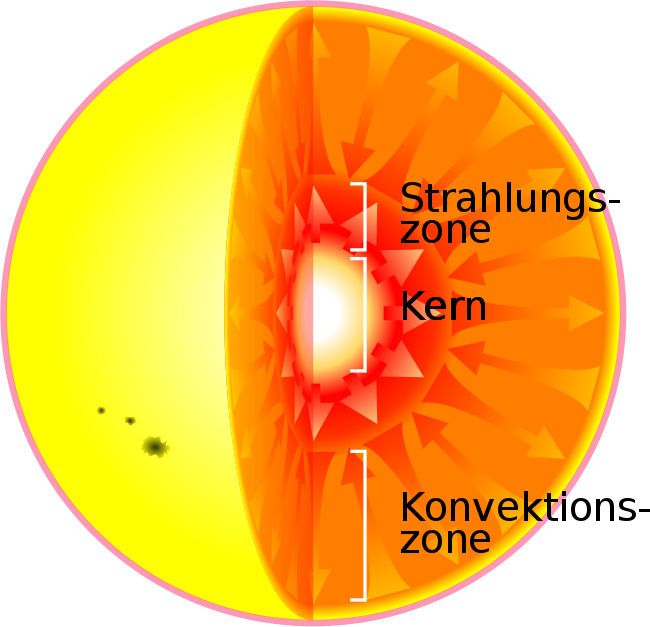 Strahlungs-
zone
Kern
Konvektions-
zone